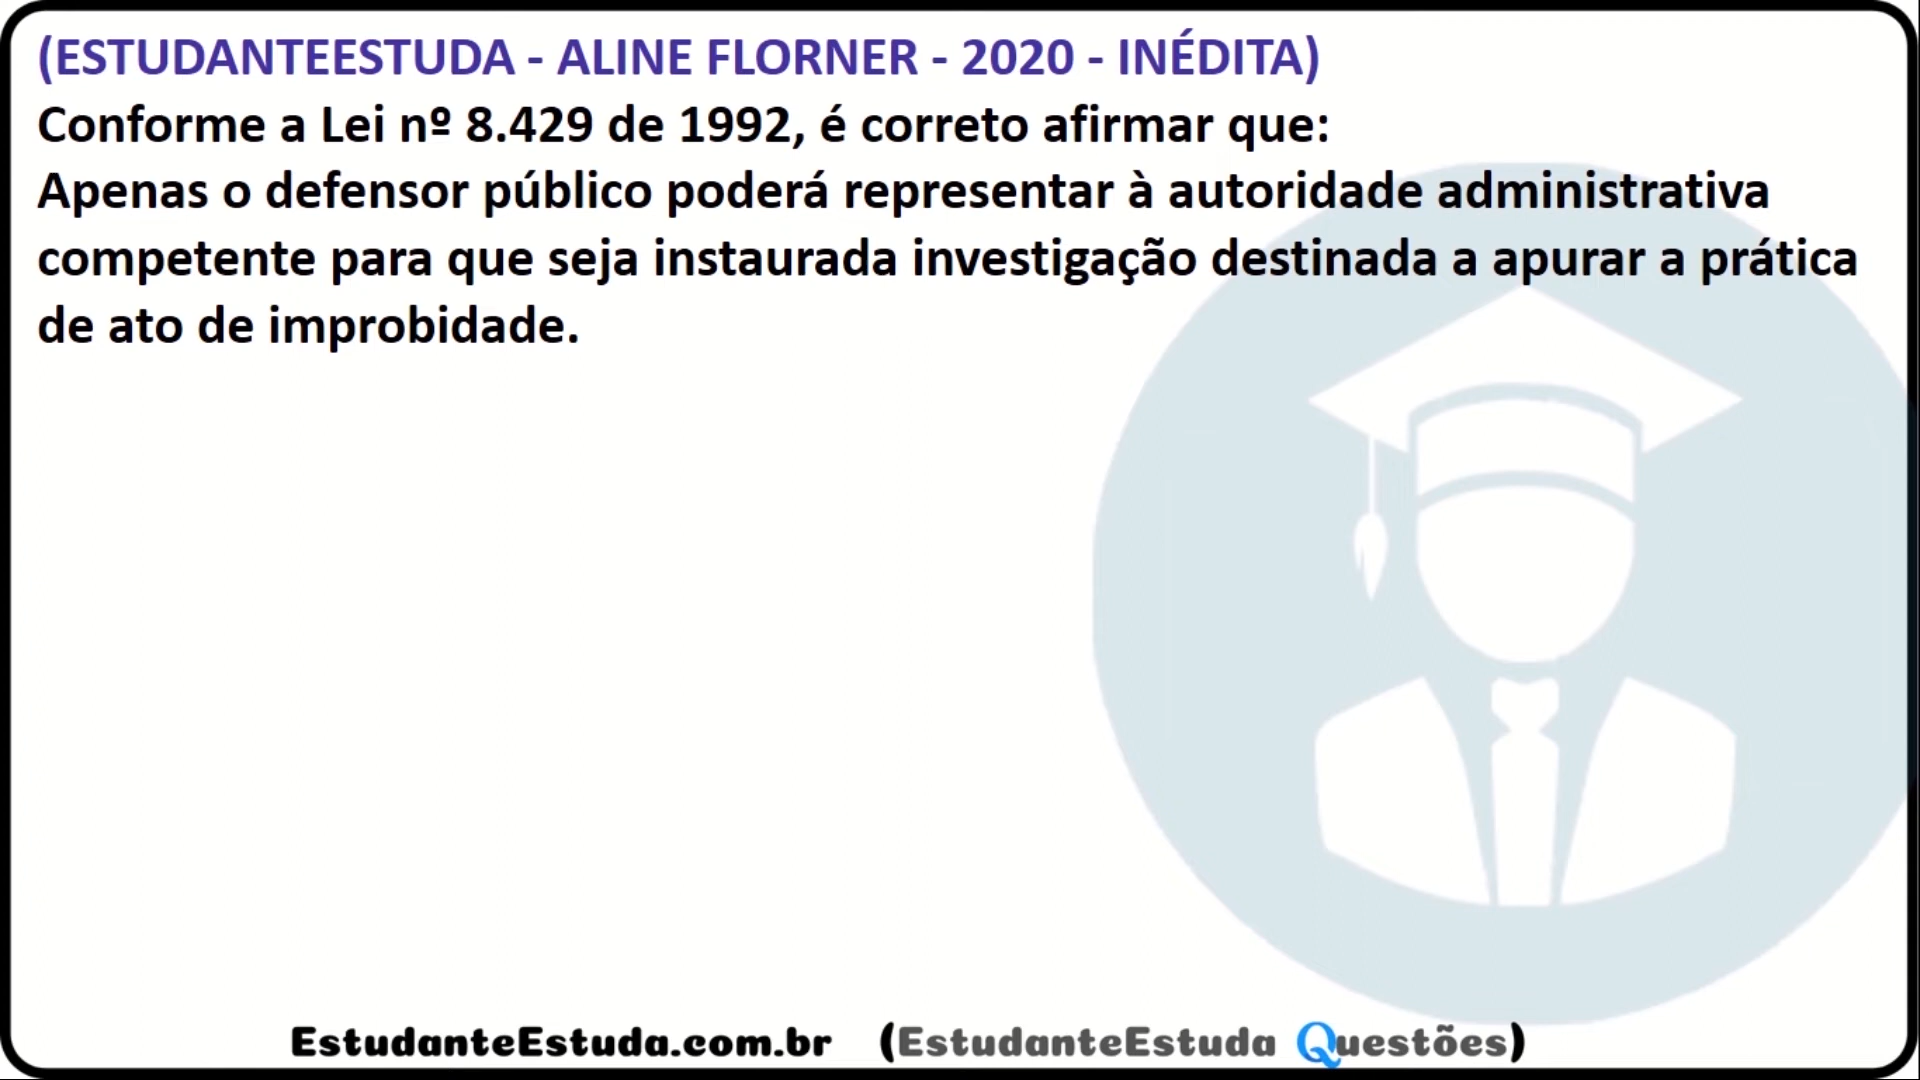 (ESTUDANTEESTUDA - ALINE FLORNER - 2020 - INÉDITA)
Conforme a Lei nº 8.429 de 1992, é correto afirmar que:
Apenas o defensor público poderá representar à autoridade administrativa
competente para que seja instaurada investigação destinada a apurar a prática
de ato de improbidade.
EstudanteEstuda.com.br (EstudanteEstuda Questões)